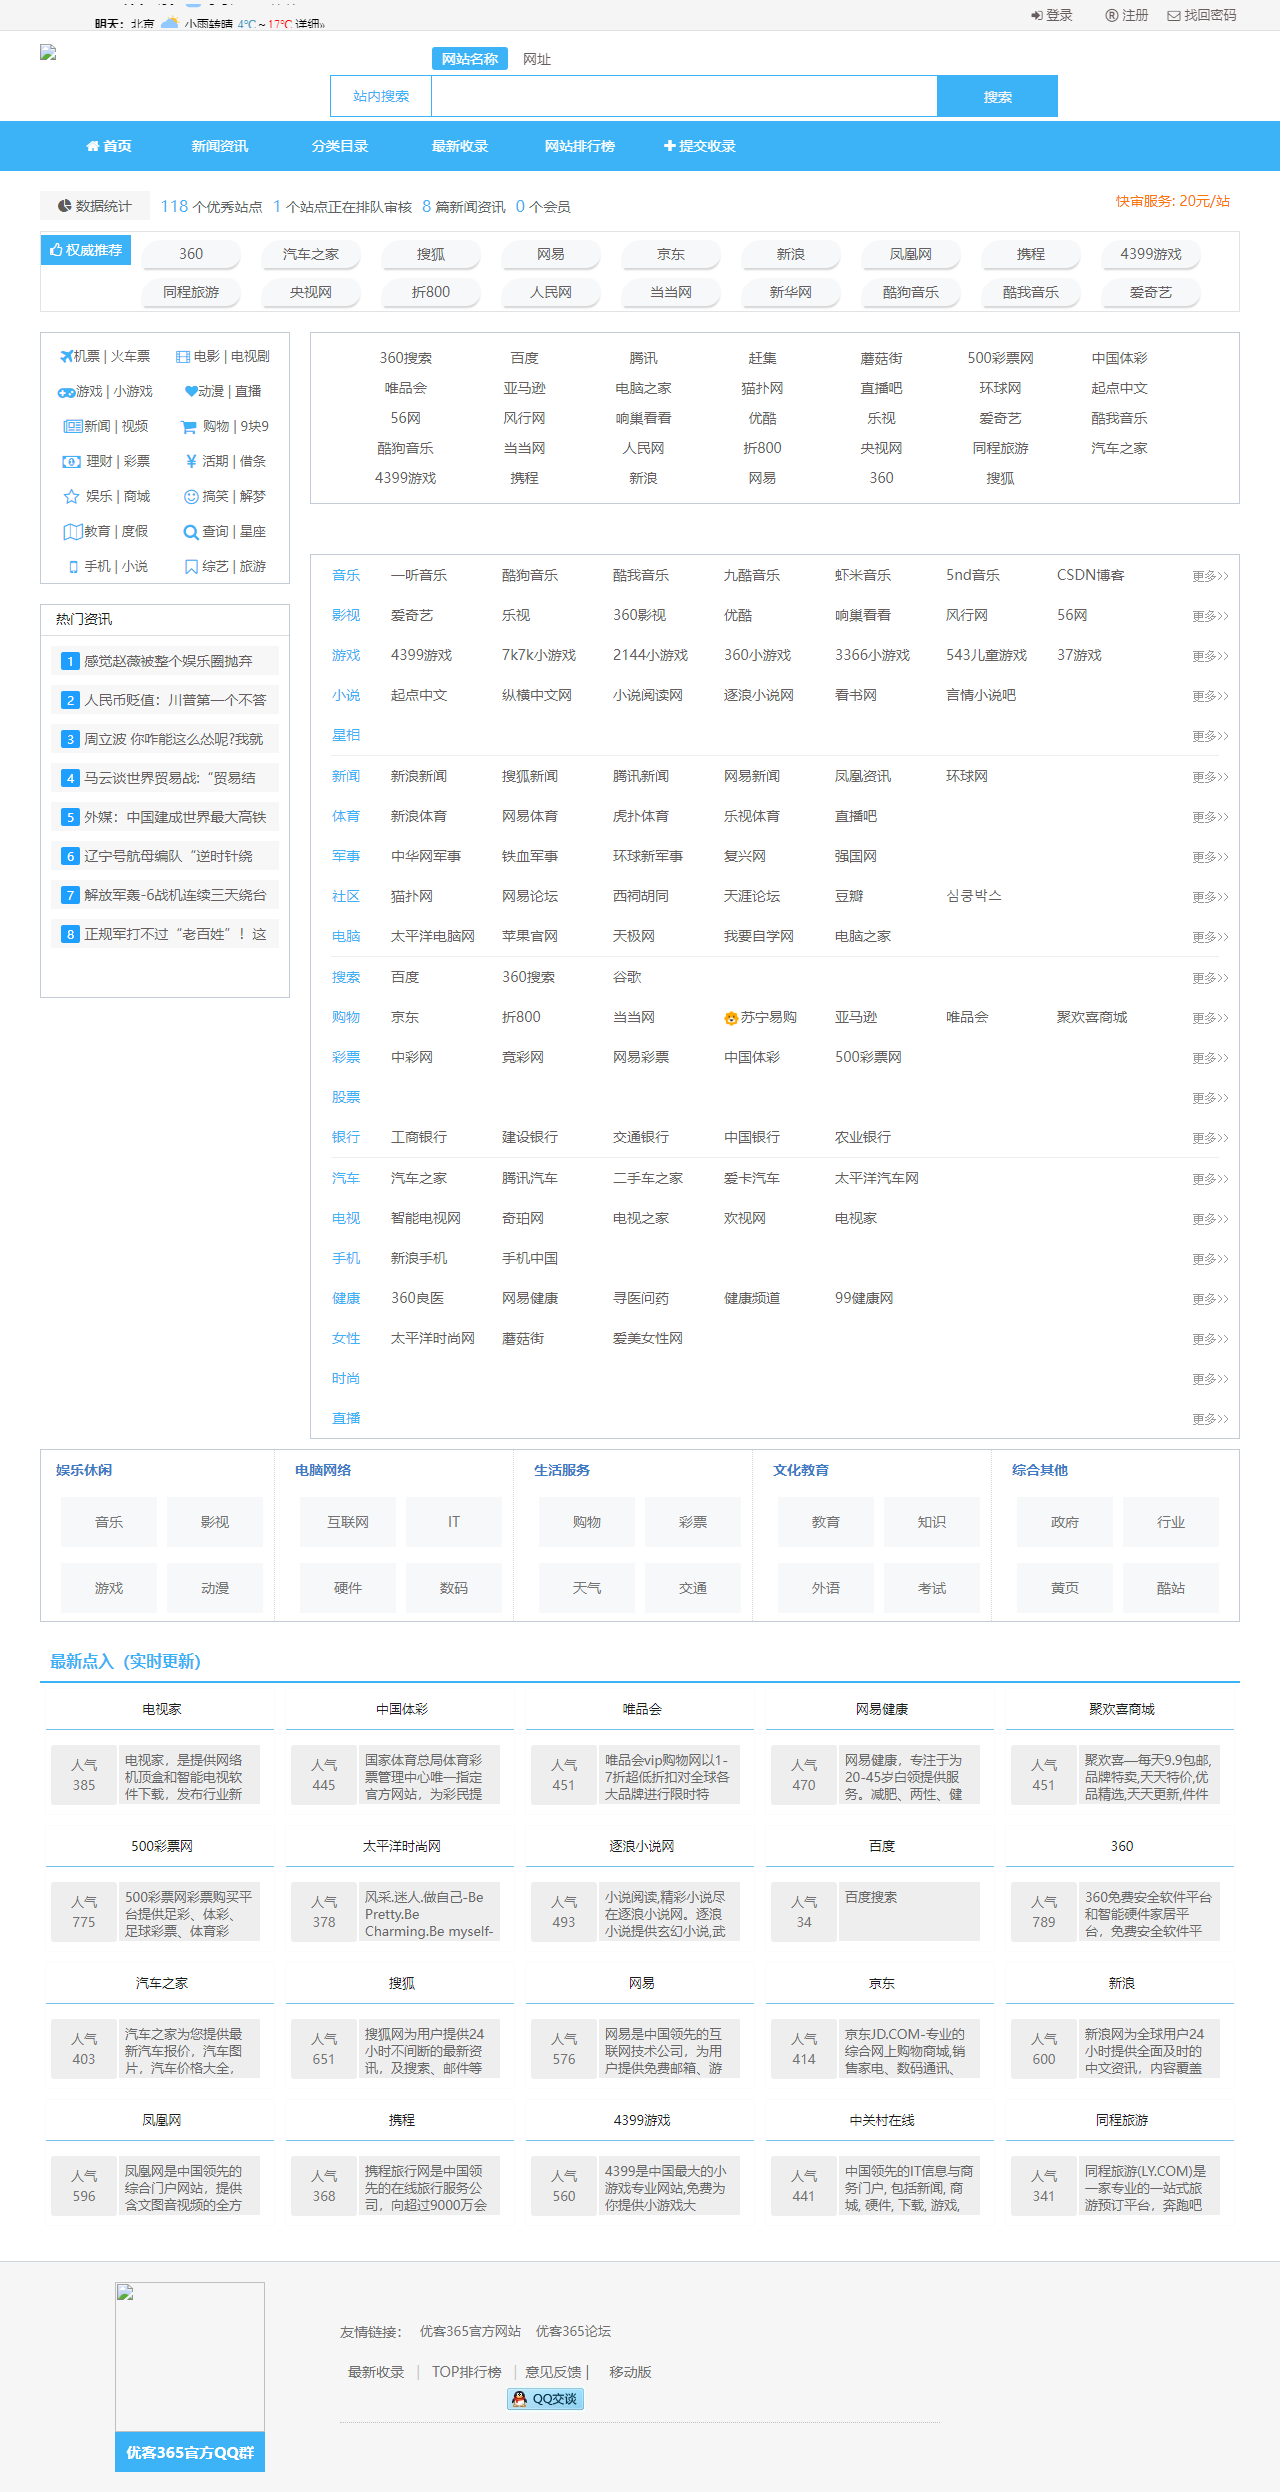 明天：北京 小雨转晴 4℃～17℃ 详细»
登录 注册 找回密码
网站名称 网址
站内搜索 搜索
首页 新闻资讯 分类目录 最新收录 网站排行榜 提交收录
数据统计 118 个优秀站点 1 个站点正在排队审核 8 篇新闻资讯 0 个会员 快审服务: 20元/站
权威推荐 360 汽车之家 搜狐 网易 京东 新浪 凤凰网 携程 4399游戏
同程旅游 央视网 折800 人民网 当当网 新华网 酷狗音乐 酷我音乐 爱奇艺
机票 | 火车票 电影 | 电视剧
游戏 | 小游戏 动漫 | 直播
新闻 | 视频 购物 | 9块9
理财 | 彩票 活期 | 借条
娱乐 | 商城 搞笑 | 解梦
教育 | 度假 查询 | 星座
手机 | 小说 综艺 | 旅游
360搜索 百度 腾讯 赶集 蘑菇街 500彩票网 中国体彩
唯品会 亚马逊 电脑之家 猫扑网 直播吧 环球网 起点中文
56网 风行网 响巢看看 优酷 乐视 爱奇艺 酷我音乐
酷狗音乐 当当网 人民网 折800 央视网 同程旅游 汽车之家
4399游戏 携程 新浪 网易 360 搜狐
热门资讯
1 感觉赵薇被整个娱乐圈抛弃
2 人民币贬值：川普第一个不答
3 周立波 你咋能这么怂呢?我就
4 马云谈世界贸易战:“贸易结
5 外媒：中国建成世界最大高铁
6 辽宁号航母编队“逆时针绕
7 解放军轰-6战机连续三天绕台
8 正规军打不过“老百姓”！这
音乐 一听音乐 酷狗音乐 酷我音乐 九酷音乐 虾米音乐 5nd音乐 CSDN博客 更多>>
影视 爱奇艺 乐视 360影视 优酷 响巢看看 风行网 56网 更多>>
游戏 4399游戏 7k7k小游戏 2144小游戏 360小游戏 3366小游戏 543儿童游戏 37游戏 更多>>
小说 起点中文 纵横中文网 小说阅读网 逐浪小说网 看书网 言情小说吧 更多>>
星相 更多>>
新闻 新浪新闻 搜狐新闻 腾讯新闻 网易新闻 凤凰资讯 环球网 更多>>
体育 新浪体育 网易体育 虎扑体育 乐视体育 直播吧 更多>>
军事 中华网军事 铁血军事 环球新军事 复兴网 强国网 更多>>
社区 猫扑网 网易论坛 西祠胡同 天涯论坛 豆瓣 심쿵박스 更多>>
电脑 太平洋电脑网 苹果官网 天极网 我要自学网 电脑之家 更多>>
搜索 百度 360搜索 谷歌 更多>>
购物 京东 折800 当当网 苏宁易购 亚马逊 唯品会 聚欢喜商城 更多>>
彩票 中彩网 竞彩网 网易彩票 中国体彩 500彩票网 更多>>
股票 更多>>
银行 工商银行 建设银行 交通银行 中国银行 农业银行 更多>>
汽车 汽车之家 腾讯汽车 二手车之家 爱卡汽车 太平洋汽车网 更多>>
电视 智能电视网 奇珀网 电视之家 欢视网 电视家 更多>>
手机 新浪手机 手机中国 更多>>
健康 360良医 网易健康 寻医问药 健康频道 99健康网 更多>>
女性 太平洋时尚网 蘑菇街 爱美女性网 更多>>
时尚 更多>>
直播 更多>>
娱乐休闲 电脑网络 生活服务 文化教育 综合其他
音乐 影视 互联网 IT 购物 彩票 教育 知识 政府 行业
游戏 动漫 硬件 数码 天气 交通 外语 考试 黄页 酷站
最新点入（实时更新）
电视家 中国体彩 唯品会 网易健康 聚欢喜商城
人气 385 电视家，是提供网络机顶盒和智能电视软件下载，发布行业新
人气 445 国家体育总局体育彩票管理中心唯一指定官方网站，为彩民提
人气 451 唯品会vip购物网以1-7折超低折扣对全球各大品牌进行限时特
人气 470 网易健康，专注于为20-45岁白领提供服务。减肥、两性、健
人气 451 聚欢喜—每天9.9包邮,品牌特卖,天天特价,优品精选,天天更新,件件
500彩票网 太平洋时尚网 逐浪小说网 百度 360
人气 775 500彩票网彩票购买平台提供足彩、体彩、足球彩票、体育彩
人气 378 风采.迷人.做自己-Be Pretty.Be Charming.Be myself-
人气 493 小说阅读,精彩小说尽在逐浪小说网。逐浪小说提供玄幻小说,武
人气 34 百度搜索
人气 789 360免费安全软件平台和智能硬件家居平台，免费安全软件平
汽车之家 搜狐 网易 京东 新浪
人气 403 汽车之家为您提供最新汽车报价，汽车图片，汽车价格大全，
人气 651 搜狐网为用户提供24小时不间断的最新资讯，及搜索、邮件等
人气 576 网易是中国领先的互联网技术公司，为用户提供免费邮箱、游
人气 414 京东JD.COM-专业的综合网上购物商城,销售家电、数码通讯、
人气 600 新浪网为全球用户24小时提供全面及时的中文资讯，内容覆盖
凤凰网 携程 4399游戏 中关村在线 同程旅游
人气 596 凤凰网是中国领先的综合门户网站，提供含文图音视频的全方
人气 368 携程旅行网是中国领先的在线旅行服务公司，向超过9000万会
人气 560 4399是中国最大的小游戏专业网站,免费为你提供小游戏大
人气 441 中国领先的IT信息与商务门户, 包括新闻, 商城, 硬件, 下载, 游戏,
人气 341 同程旅游(LY.COM)是一家专业的一站式旅游预订平台，奔跑吧
友情链接： 优客365官方网站 优客365论坛
最新收录 | TOP排行榜 | 意见反馈 | 移动版
QQ交谈
优客365官方QQ群